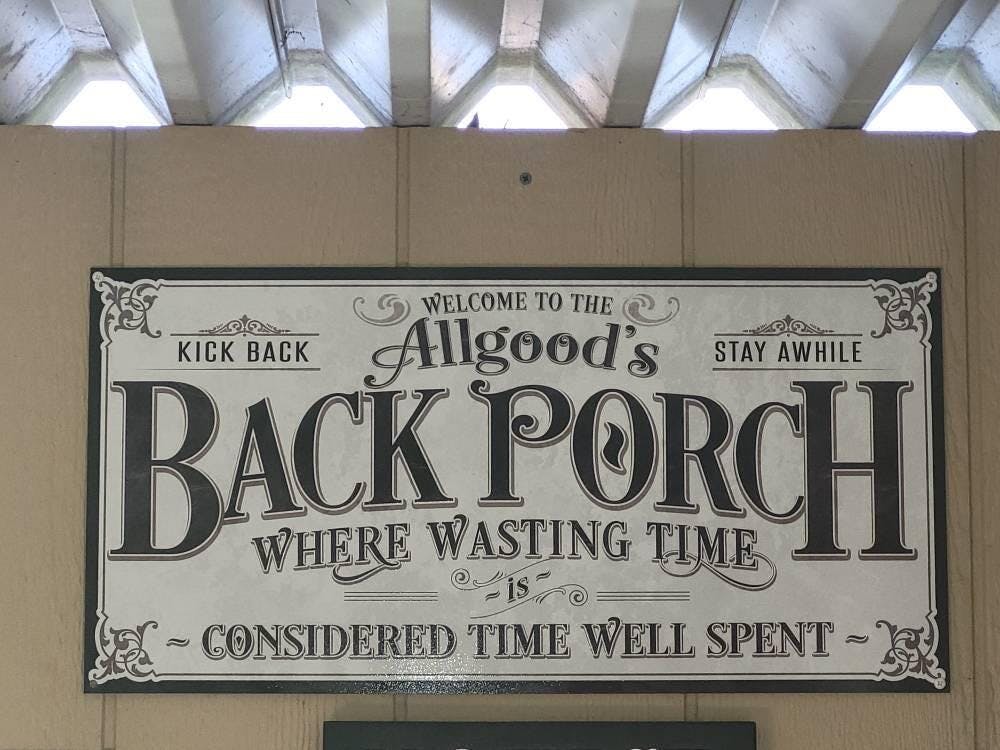 WELCOME TO THE
Allgood's
KICK BACK
STAY AWHILE
BACK PORCH
WHERE WASTING TIME
~ is ~
~ CONSIDERED TIME WELL SPENT ~